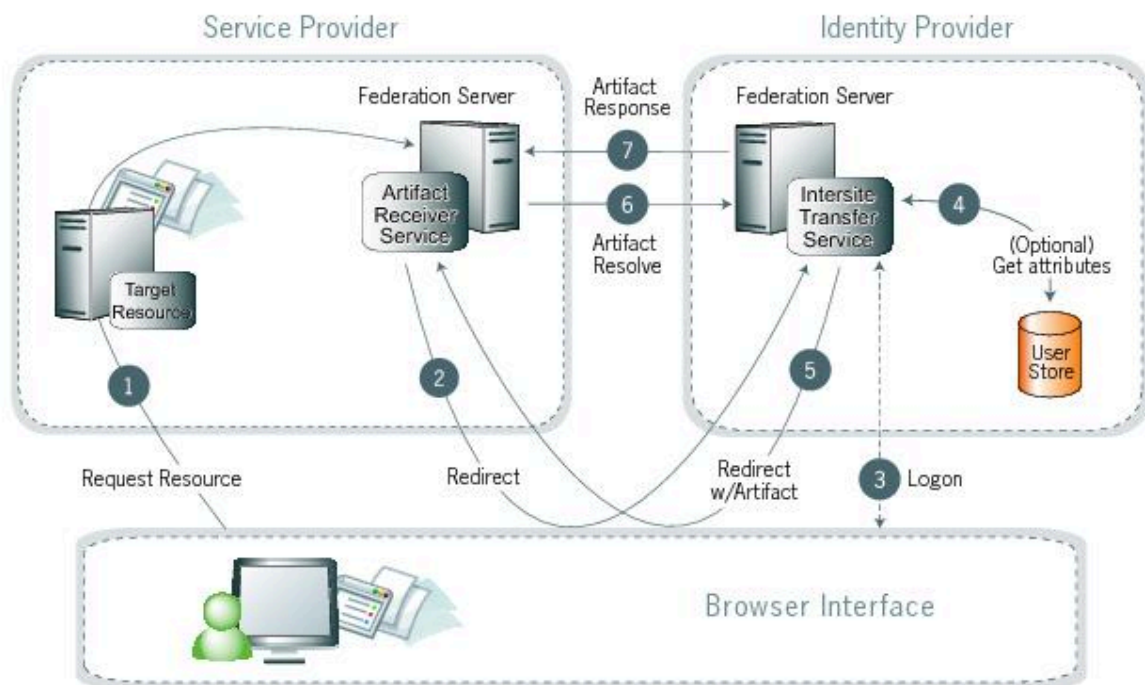 Service Provider
Identity Provider
Federation Server
Artifact
Response
Federation Server
7
Artifact
Receiver
Service
6
Artifact
Resolve
Intersite
Transfer
Service
4
(Optional)
Get attributes
Target
Resource
User
Store
1
2
5
Request Resource
Redirect
Redirect
w/Artifact
3
Logon
Browser Interface